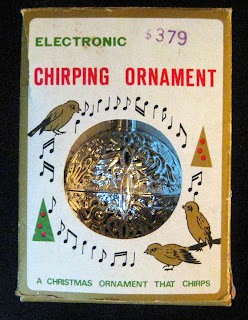 ELECTRONIC
$379
CHIRPING ORNAMENT
A CHRISTMAS ORNAMENT THAT CHIRPS